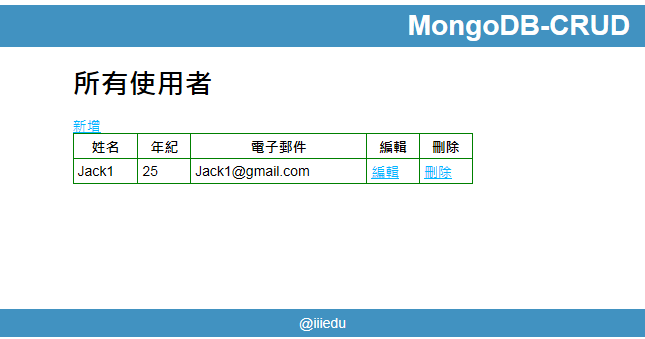 MongoDB-CRUD
所有使用者
新增
姓名 年紀 電子郵件 編輯 刪除
Jack1 25 Jack1@gmail.com 編輯 刪除
@iiiedu